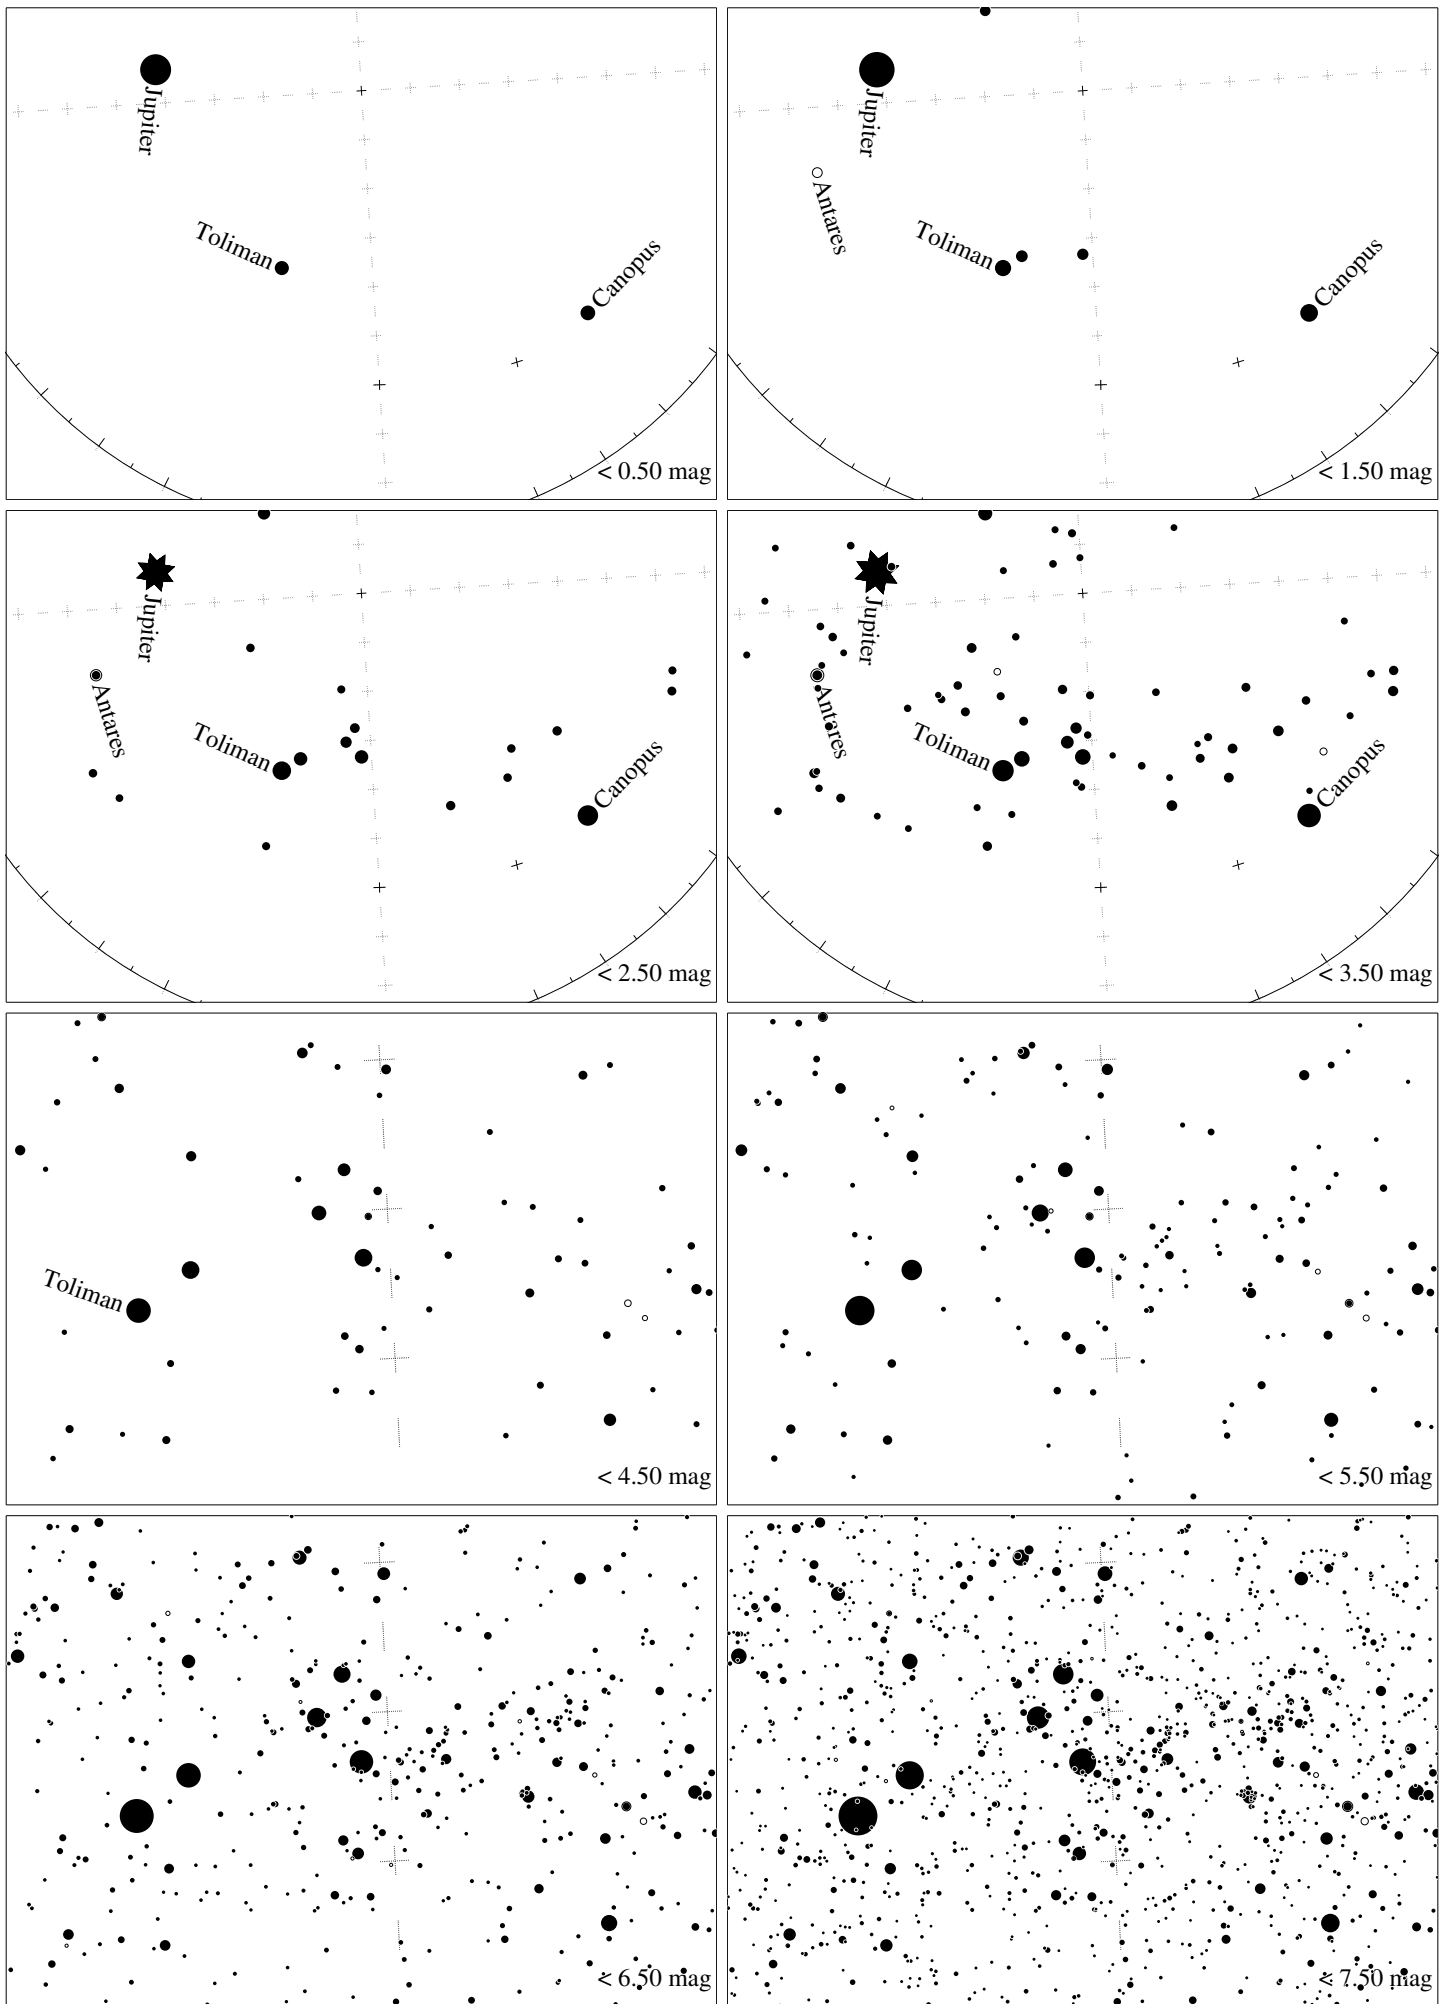 Jupiter
Toliman
Canopus
< 0.50 mag
Jupiter
Antares
Toliman
Canopus
< 1.50 mag
Jupiter
Antares
Toliman
Canopus
< 2.50 mag
Jupiter
Antares
Toliman
Canopus
< 3.50 mag
Toliman
< 4.50 mag
< 5.50 mag
< 6.50 mag
< 7.50 mag